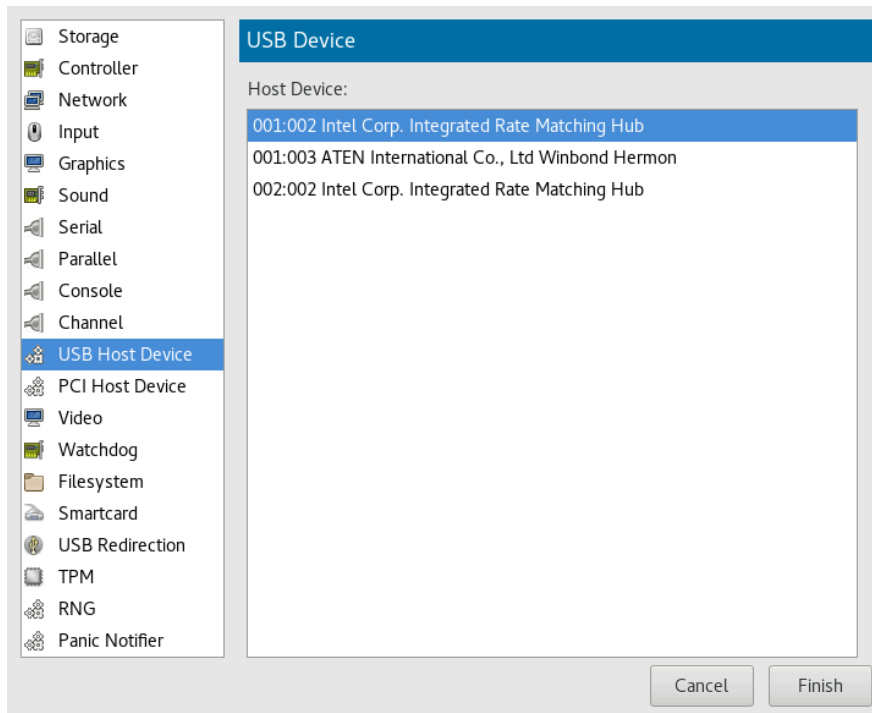 Storage
Controller
Network
Input
Graphics
Sound
Serial
Parallel
Console
Channel
USB Host Device
PCI Host Device
Video
Watchdog
Filesystem
Smartcard
USB Redirection
TPM
RNG
Panic Notifier
USB Device
Host Device:
001:002 Intel Corp. Integrated Rate Matching Hub
001:003 ATEN International Co., Ltd Winbond Hermon
002:002 Intel Corp. Integrated Rate Matching Hub
Cancel
Finish